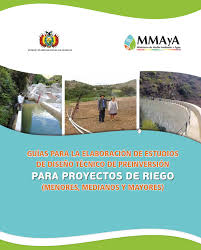 MMAyA
GUÍAS PARA LA ELABORACIÓN DE ESTUDIOS
DE DISEÑO TÉCNICO DE PREINVERSIÓN
PARA PROYECTOS DE RIEGO
(MENORES, MEDIANOS Y MAYORES)